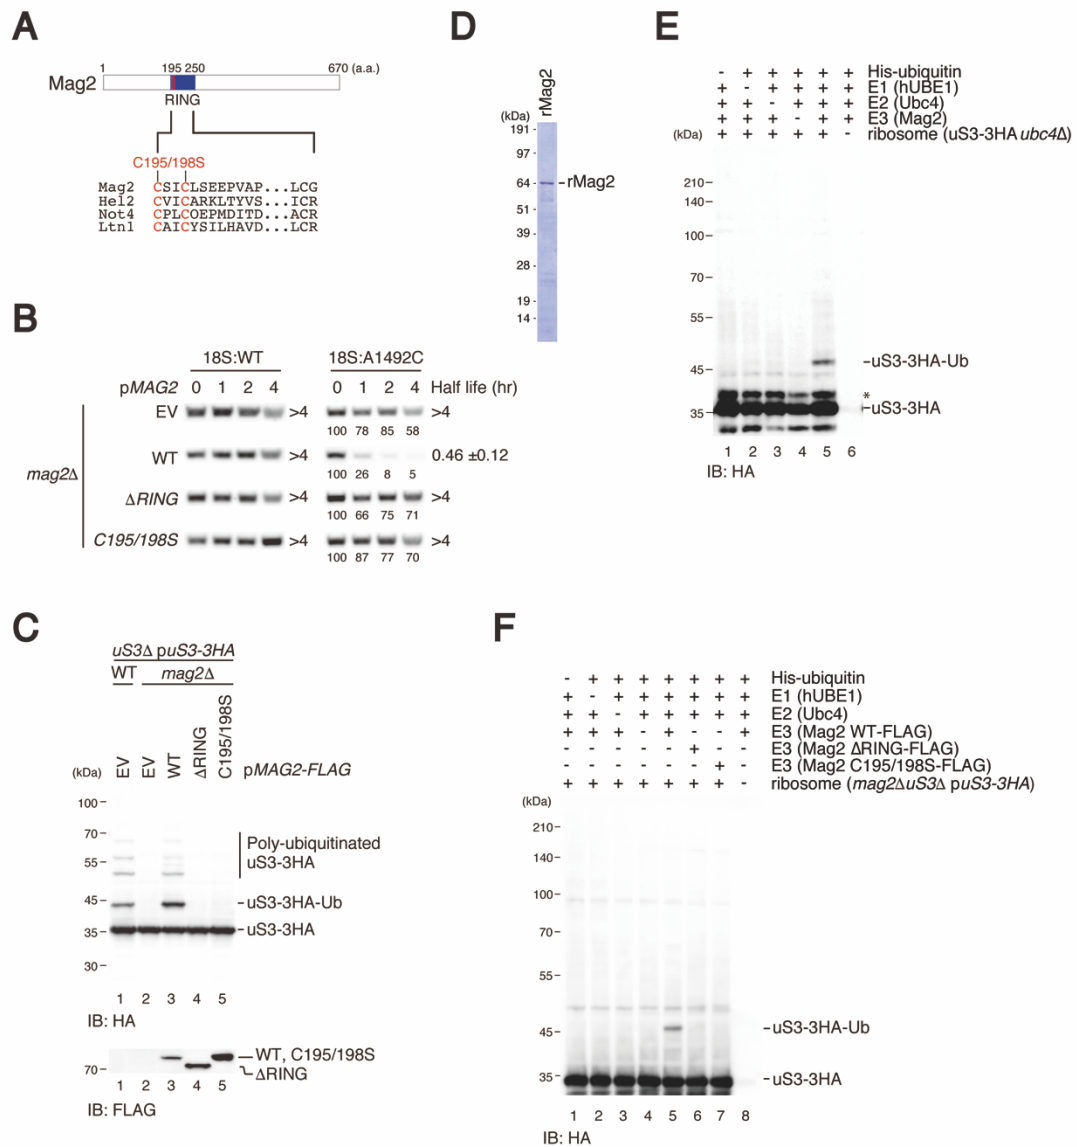 A
1 195 250 670 (a.a.)
Mag2
RING
C195/198S
Mag2 CSICLSEEPVAP...LCG
Hel2 CVICARKLTYVS...ICR
Not4 CPLCOEPMDITD...ACR
Ltn1 CAICYSILHAVD...LCR
B
18S:WT 18S:A1492C
pMAG2 0 1 2 4 0 1 2 4 Half life (hr)
mag2Δ
EV >4 >4
100 78 85 58
WT >4 0.46 ±0.12
100 26 8 5
ΔRING >4 >4
100 66 75 71
C195/198S >4 >4
100 87 77 70
C
uS3Δ puS3-3HA
WT mag2Δ
EV EV WT ΔRING C195/198S pMAG2-FLAG
(kDa)
100
70
55
45
35
30
Poly-ubiquitinated
uS3-3HA
uS3-3HA-Ub
uS3-3HA
1 2 3 4 5
IB: HA
70
WT, C195/198S
ΔRING
1 2 3 4 5
IB: FLAG
D
rMag2
(kDa)
191
97
64
51
39
28
19
14
rMag2
E
- + + + + + His-ubiquitin
+ - + + + + E1 (hUBE1)
+ + - + + + E2 (Ubc4)
+ + + - + + E3 (Mag2)
+ + + + + - ribosome (uS3-3HA ubc4Δ)
(kDa)
210
140
100
70
55
45
35
uS3-3HA-Ub
*
uS3-3HA
1 2 3 4 5 6
IB: HA
F
- + + + + + + + His-ubiquitin
+ - + + + + + + E1 (hUBE1)
+ + - + + + + + E2 (Ubc4)
+ + + - + - - + E3 (Mag2 WT-FLAG)
- - - - - + - - E3 (Mag2 ΔRING-FLAG)
- - - - - - + - E3 (Mag2 C195/198S-FLAG)
+ + + + + + + - ribosome (mag2ΔuS3Δ puS3-3HA)
(kDa)
210
140
100
70
55
45
35
uS3-3HA-Ub
uS3-3HA
1 2 3 4 5 6 7 8
IB: HA